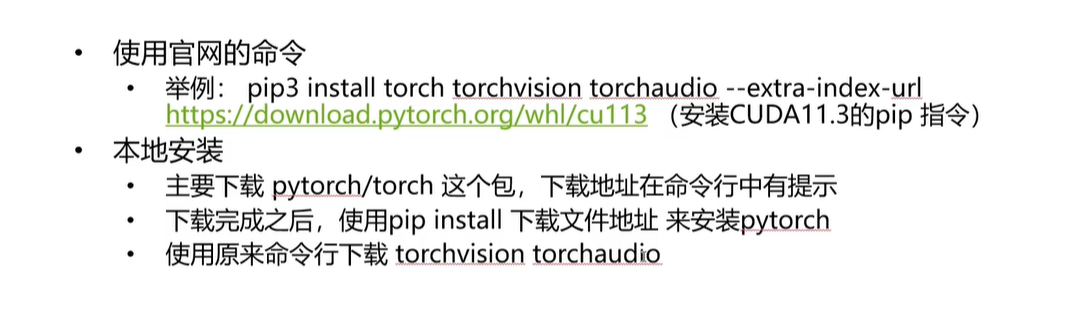 • 使用官网的命令
• 举例： pip3 install torch torchvision torchaudio --extra-index-url
https://download.pytorch.org/whl/cu113 （安装CUDA11.3的pip 指令）
• 本地安装
• 主要下载 pytorch/torch 这个包，下载地址在命令行中有提示
• 下载完成之后，使用pip install 下载文件地址 来安装pytorch
• 使用原来命令行下载 torchvision torchaudio